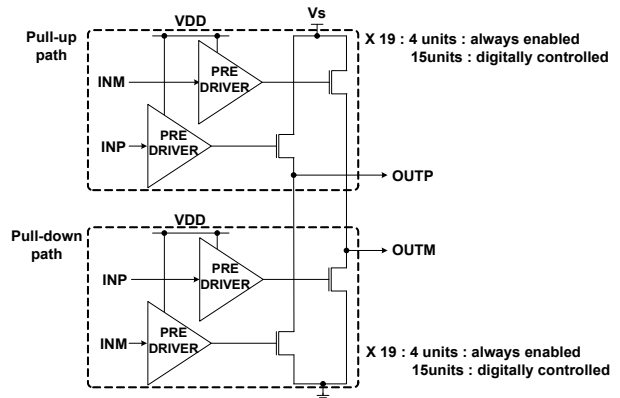 VDD
Vs
Pull-up
path
X 19 : 4 units : always enabled
15units : digitally controlled
PRE
DRIVER
INM
PRE
DRIVER
INP
OUTP
VDD
Pull-down
path
OUTM
PRE
DRIVER
INP
PRE
DRIVER
INM
X 19 : 4 units : always enabled
15units : digitally controlled